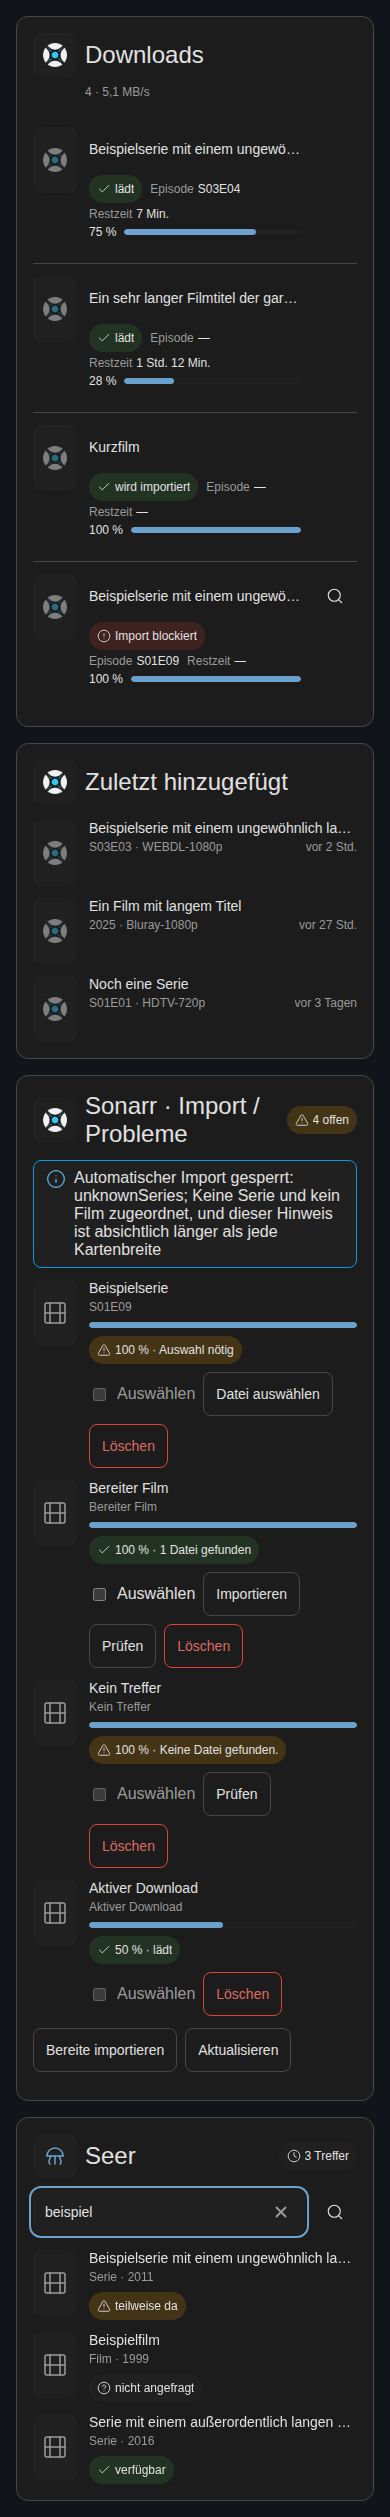 Downloads
4 · 5,1 MB/s
Beispielserie mit einem ungewö…
lädt Episode S03E04
Restzeit 7 Min.
75 %
Ein sehr langer Filmtitel der gar…
lädt Episode —
Restzeit 1 Std. 12 Min.
28 %
Kurzfilm
wird importiert Episode —
Restzeit —
100 %
Beispielserie mit einem ungewö…
Import blockiert
Episode S01E09 Restzeit —
100 %
Zuletzt hinzugefügt
Beispielserie mit einem ungewöhnlich la…
S03E03 · WEBDL-1080p vor 2 Std.
Ein Film mit langem Titel
2025 · Bluray-1080p vor 27 Std.
Noch eine Serie
S01E01 · HDTV-720p vor 3 Tagen
Sonarr · Import /
Probleme
4 offen
Automatischer Import gesperrt:
unknownSeries; Keine Serie und kein
Film zugeordnet, und dieser Hinweis
ist absichtlich länger als jede
Kartenbreite
Beispielserie
S01E09
100 % · Auswahl nötig
Auswählen Datei auswählen
Löschen
Bereiter Film
Bereiter Film
100 % · 1 Datei gefunden
Auswählen Importieren
Prüfen Löschen
Kein Treffer
Kein Treffer
100 % · Keine Datei gefunden.
Auswählen Prüfen
Löschen
Aktiver Download
Aktiver Download
50 % · lädt
Auswählen Löschen
Bereite importieren Aktualisieren
Seer
3 Treffer
beispiel
Beispielserie mit einem ungewöhnlich la…
Serie · 2011
teilweise da
Beispielfilm
Film · 1999
nicht angefragt
Serie mit einem außerordentlich langen …
Serie · 2016
verfügbar